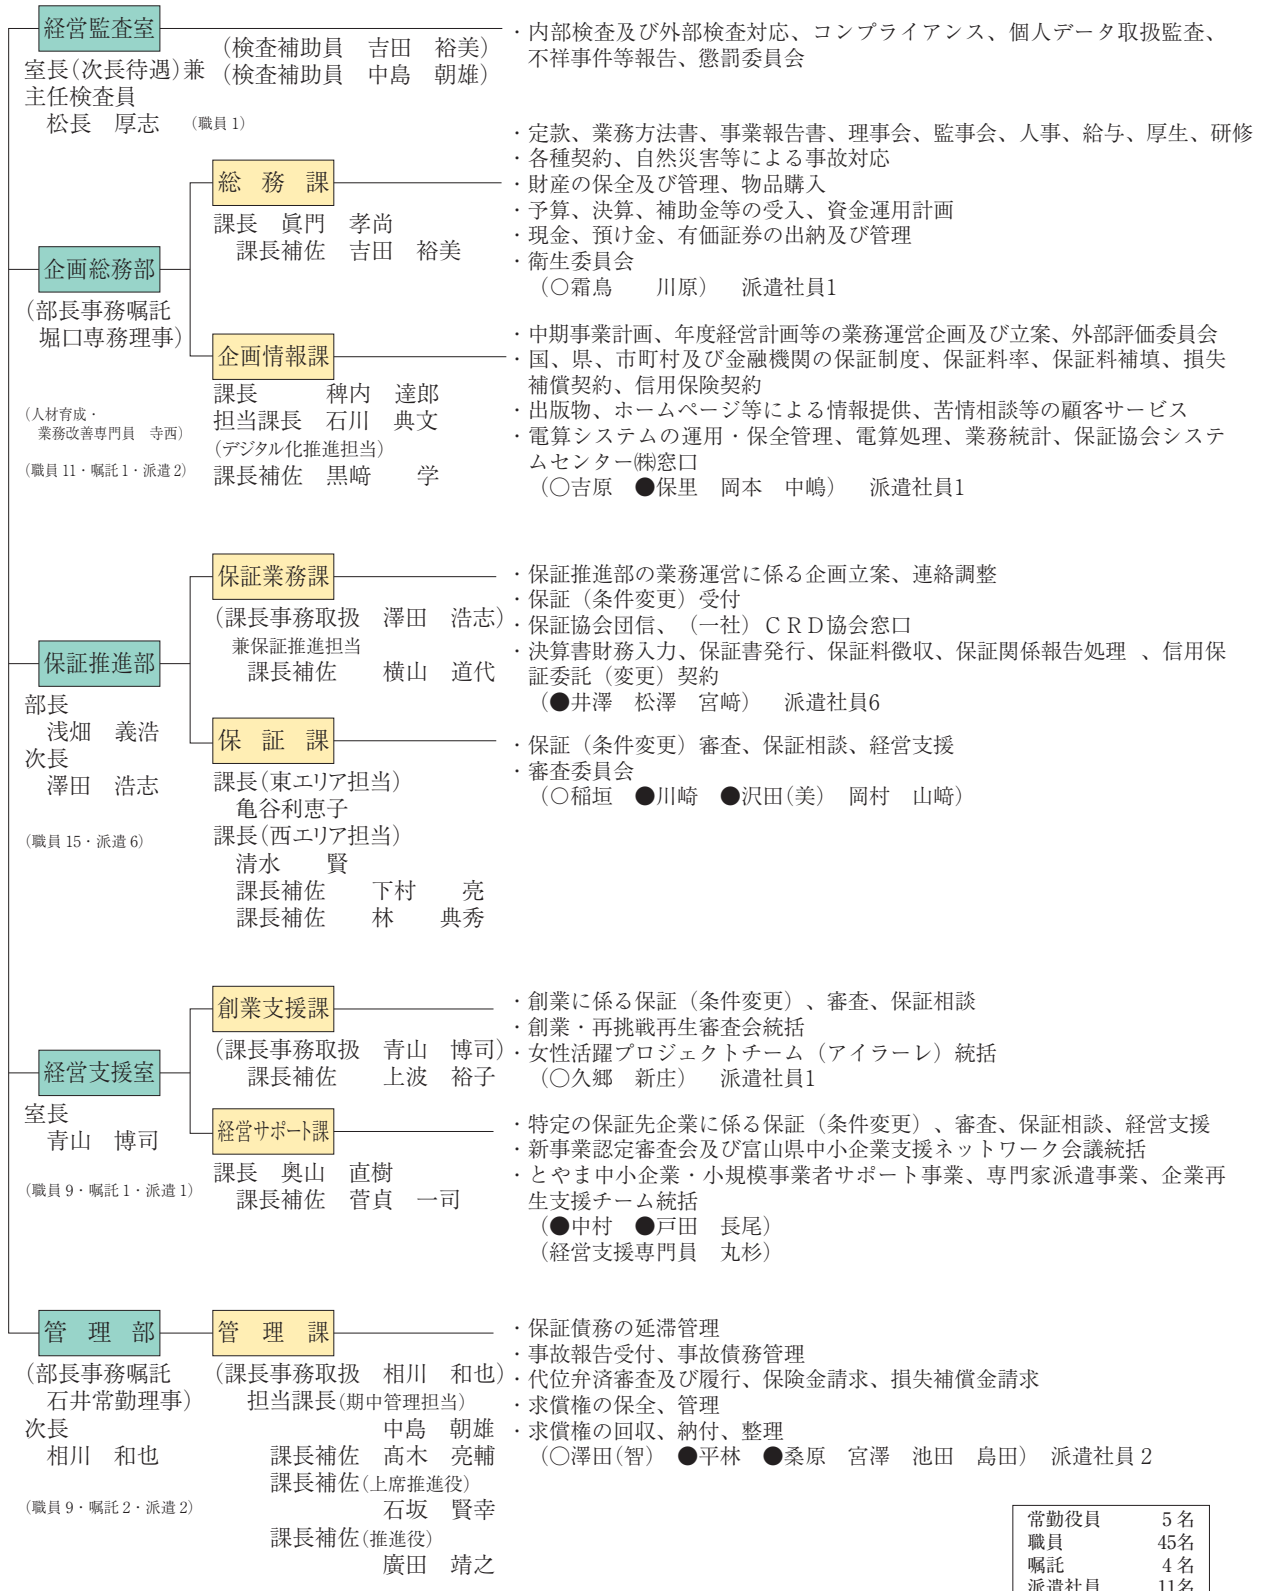 経営監査室
（検査補助員　吉田　裕美）
（検査補助員　中島　朝雄）
室長（次長待遇）兼
主任検査員
松長　厚志　（職員 1）
・内部検査及び外部検査対応、コンプライアンス、個人データ取扱監査、
不祥事件等報告、懲罰委員会
企画総務部
（部長事務嘱託
堀口専務理事）
（人材育成・
業務改善専門員　寺西）
（職員 11・嘱託 1・派遣 2）
総　務　課
課長　眞門　孝尚
課長補佐　吉田　裕美
・定款、業務方法書、事業報告書、理事会、監事会、人事、給与、厚生、研修
・各種契約、自然災害等による事故対応
・財産の保全及び管理、物品購入
・予算、決算、補助金等の受入、資金運用計画
・現金、預け金、有価証券の出納及び管理
・衛生委員会
（○霜鳥　　川原）　派遣社員1
企画情報課
課長　　　稗内　達郎
担当課長　石川　典文
（デジタル化推進担当）
課長補佐　黒﨑　　学
・中期事業計画、年度経営計画等の業務運営企画及び立案、外部評価委員会
・国、県、市町村及び金融機関の保証制度、保証料率、保証料補填、損失
補償契約、信用保険契約
・出版物、ホームページ等による情報提供、苦情相談等の顧客サービス
・電算システムの運用・保全管理、電算処理、業務統計、保証協会システ
ムセンター㈱窓口
（○吉原　●保里　岡本　中嶋）　派遣社員1
保証推進部
部長
浅畑　義浩
次長
澤田　浩志
（職員 15・派遣 6）
保証業務課
（課長事務取扱　澤田　浩志）
兼保証推進担当
課長補佐　　横山　道代
・保証推進部の業務運営に係る企画立案、連絡調整
・保証（条件変更）受付
・保証協会団信、（一社）ＣＲＤ協会窓口
・決算書財務入力、保証書発行、保証料徴収、保証関係報告処理 、信用保
証委託（変更）契約
（●井澤　松澤　宮﨑）　派遣社員6
保　証　課
課長（東エリア担当）
亀谷利恵子
課長（西エリア担当）
清水　　賢
課長補佐　　下村　　亮
課長補佐　　林　　典秀
・保証（条件変更）審査、保証相談、経営支援
・審査委員会
（○稲垣　●川崎　●沢田（美）　岡村　山﨑）
経営支援室
室長
青山　博司
（職員 9・嘱託 1・派遣 1）
創業支援課
（課長事務取扱　青山　博司）
課長補佐　　上波　裕子
・創業に係る保証（条件変更）、審査、保証相談
・創業・再挑戦再生審査会統括
・女性活躍プロジェクトチーム（アイラーレ）統括
（○久郷　新庄）　派遣社員1
経営サポート課
課長　奥山　直樹
課長補佐　菅貞　一司
・特定の保証先企業に係る保証（条件変更）、審査、保証相談、経営支援
・新事業認定審査会及び富山県中小企業支援ネットワーク会議統括
・とやま中小企業・小規模事業者サポート事業、専門家派遣事業、企業再
生支援チーム統括
（●中村　●戸田　長尾）
（経営支援専門員　丸杉）
管　理　部
（部長事務嘱託
石井常勤理事）
次長
相川　和也
（職員 9・嘱託 2・派遣 2）
管　理　課
（課長事務取扱　相川　和也）
担当課長（期中管理担当）
中島　朝雄
課長補佐　髙木　亮輔
課長補佐（上席推進役）
石坂　賢幸
課長補佐（推進役）
廣田　靖之
・保証債務の延滞管理
・事故報告受付、事故債務管理
・代位弁済審査及び履行、保険金請求、損失補償金請求
・求償権の保全、管理
・求償権の回収、納付、整理
（○澤田（智）　●平林　●桑原　宮澤　池田　島田）　派遣社員 2
常勤役員　　5 名
職員　　45名
嘱託　　4 名
派遣社員　　11名